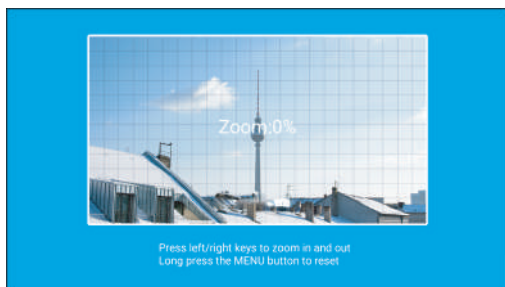 Zoom:0%
Press left/right keys to zoom in and out
Long press the MENU button to reset